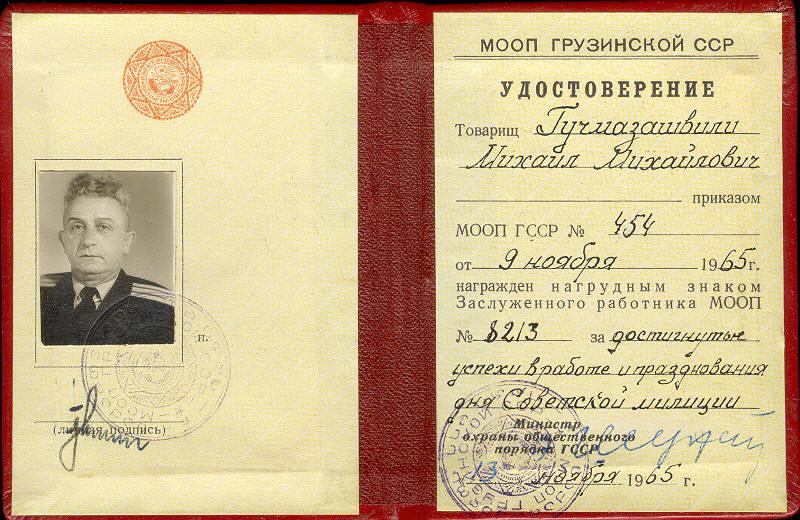 п.
(личная подпись)
МООП ГРУЗИНСКОЙ ССР
УДОСТОВЕРЕНИЕ
Товарищ Гучмазашвили
Михаил Михайлович
приказом
МООП ГССР № 454
от 9 ноября 1965 г.
награжден нагрудным знаком
Заслуженного работника МООП
№ 8213 за достигнутые
успехи в работе и празднования
дня Советской милиции
Министр
охраны общественного
порядка ГССР
13 ноября 1965 г.